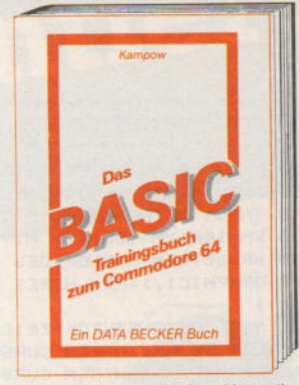 Kampow
Das
BASIC
Trainingsbuch
zum Commodore 64
Ein DATA BECKER Buch